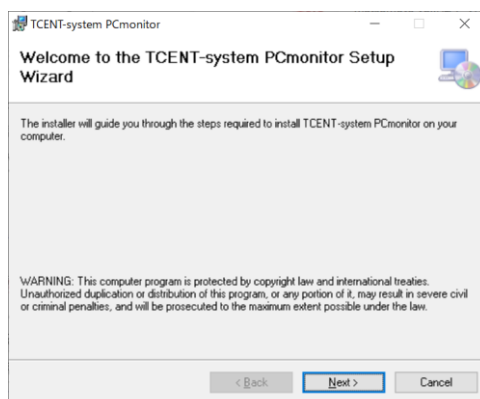 TCENT-system PCmonitor
Welcome to the TCENT-system PCmonitor Setup
Wizard
The installer will guide you through the steps required to install TCENT-system PCmonitor on your
computer.
WARNING: This computer program is protected by copyright law and international treaties.
Unauthorized duplication or distribution of this program, or any portion of it, may result in severe civil
or criminal penalties, and will be prosecuted to the maximum extent possible under the law.
< Back
Next >
Cancel